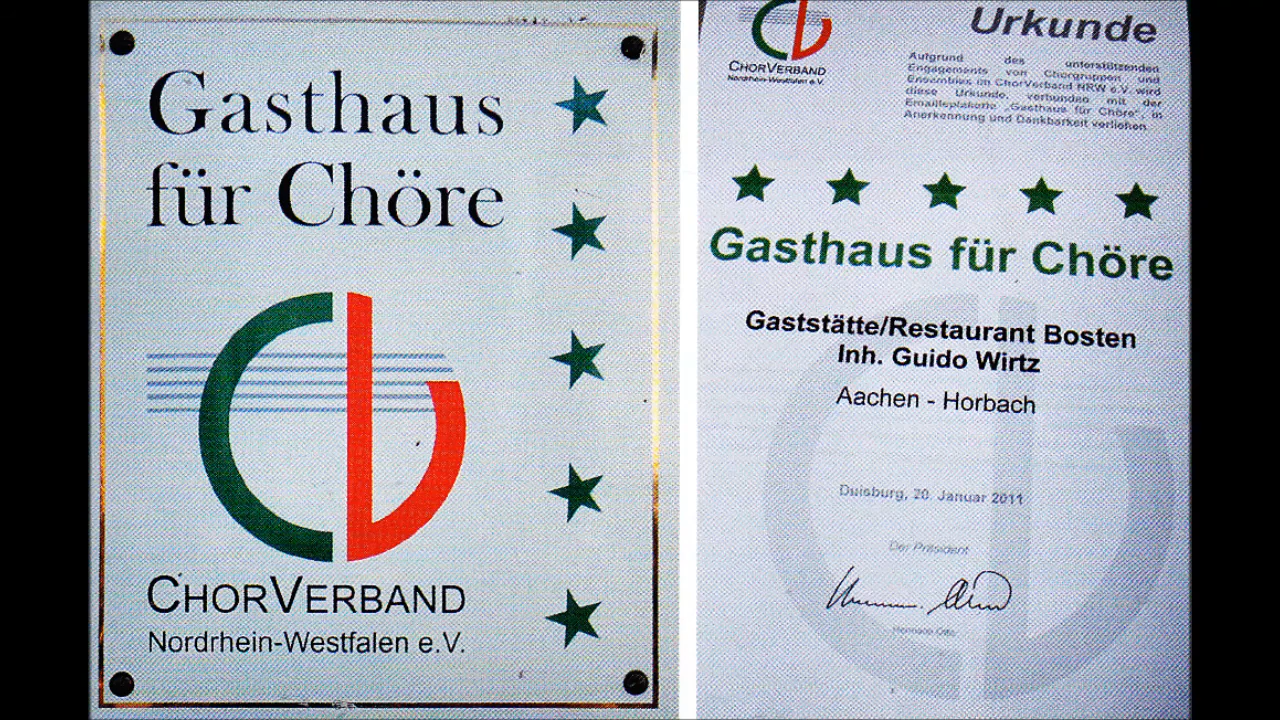 Gasthaus
für Chöre
CHORVERBAND
Nordrhein-Westfalen e.V.
CHORVERBAND
Nordrhein-Westfalen e.V.
Urkunde
Aufgrund des unterstützenden
Engagements von Chorgruppen und
Ensembles im ChorVerband NRW e.V. wird
diese Urkunde, verbunden mit der
Emailleplakette „Gasthaus für Chöre", in
Anerkennung und Dankbarkeit verliehen.
Gasthaus für Chöre
Gaststätte/Restaurant Bosten
Inh. Guido Wirtz
Aachen - Horbach
Duisburg, 20. Januar 2011
Der Präsident
Hermann Otto